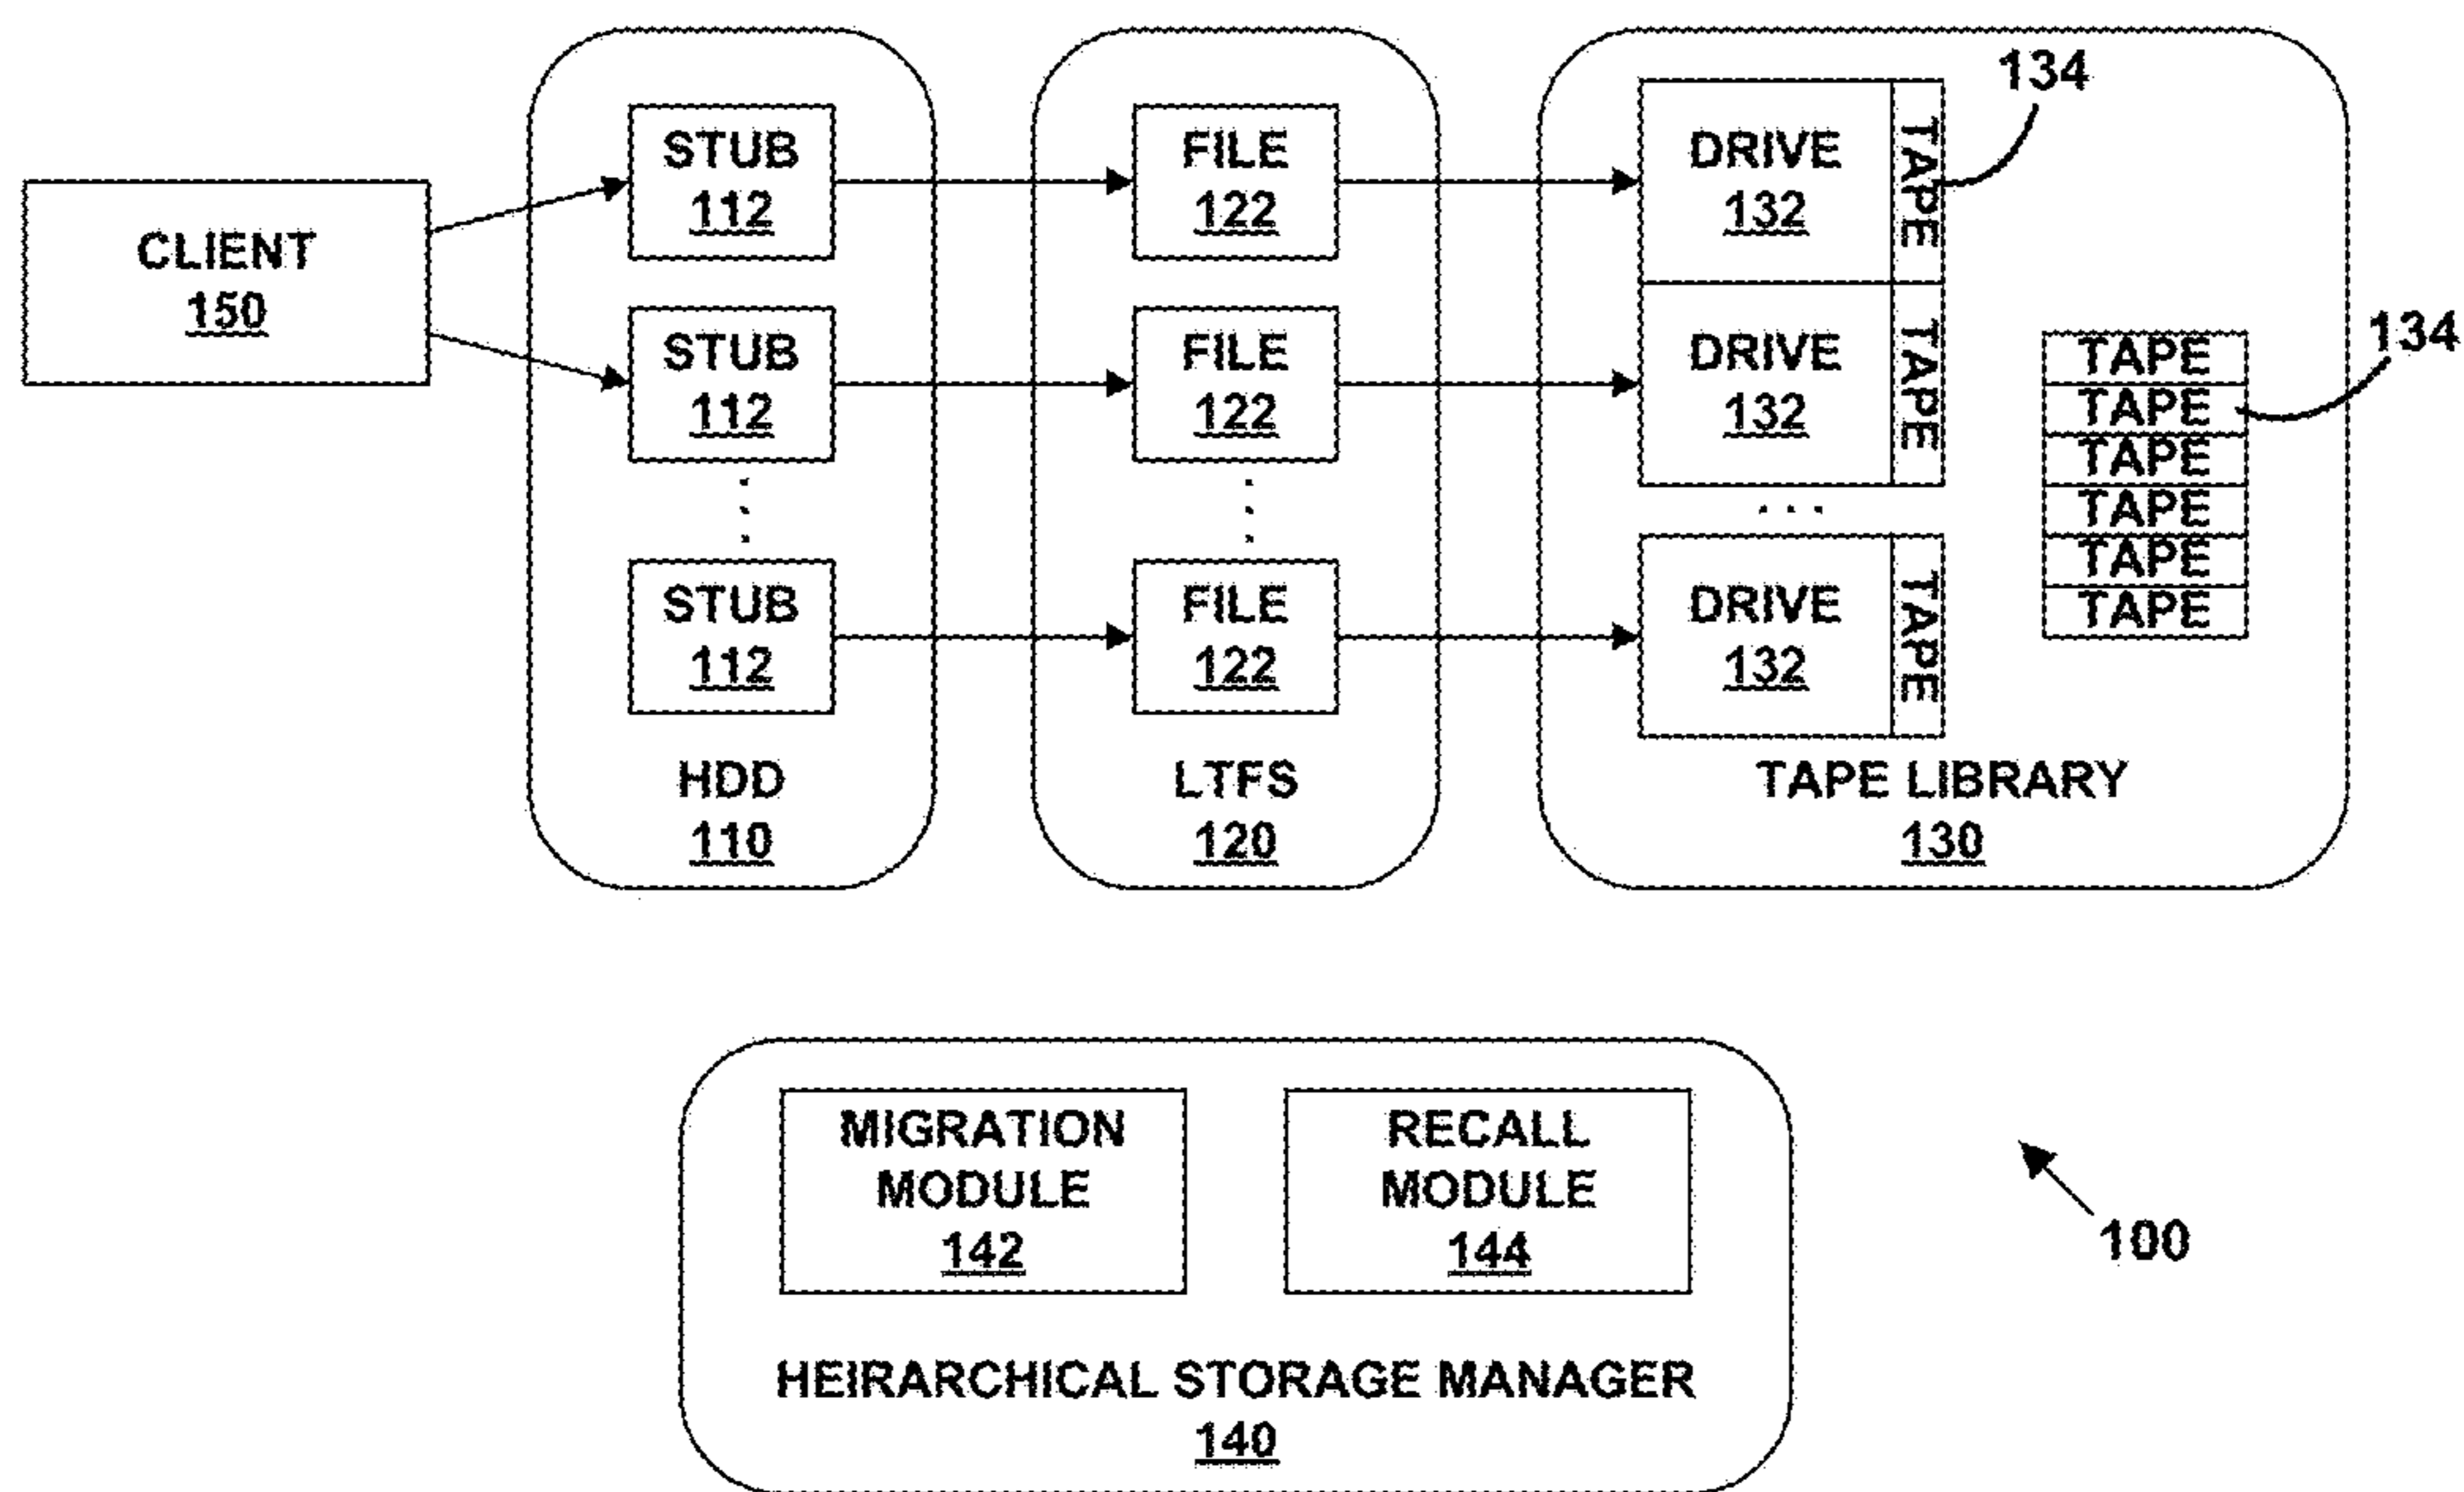 CLIENT
150
STUB
112
STUB
112
STUB
112
HDD
110
FILE
122
FILE
122
FILE
122
LTFS
120
DRIVE
132
TAPE
DRIVE
132
TAPE
...
DRIVE
132
TAPE
134
134
TAPE
TAPE
TAPE
TAPE
TAPE
TAPE
TAPE LIBRARY
130
MIGRATION
MODULE
142
RECALL
MODULE
144
HEIRARCHICAL STORAGE MANAGER
140
100